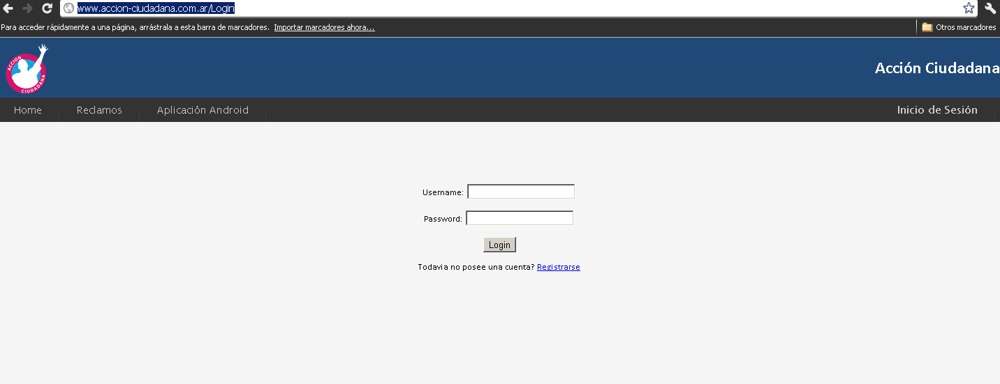 www.accion-ciudadana.com.ar/Login
Para acceder rápidamente a una página, arrástrala a esta barra de marcadores. Importar marcadores ahora... Otros marcadores
ACCION
CIUDADANA
Acción Ciudadana
Home Reclamos Aplicación Android Inicio de Sesión
Username:
Password:
Login
Todavia no posee una cuenta? Registrarse